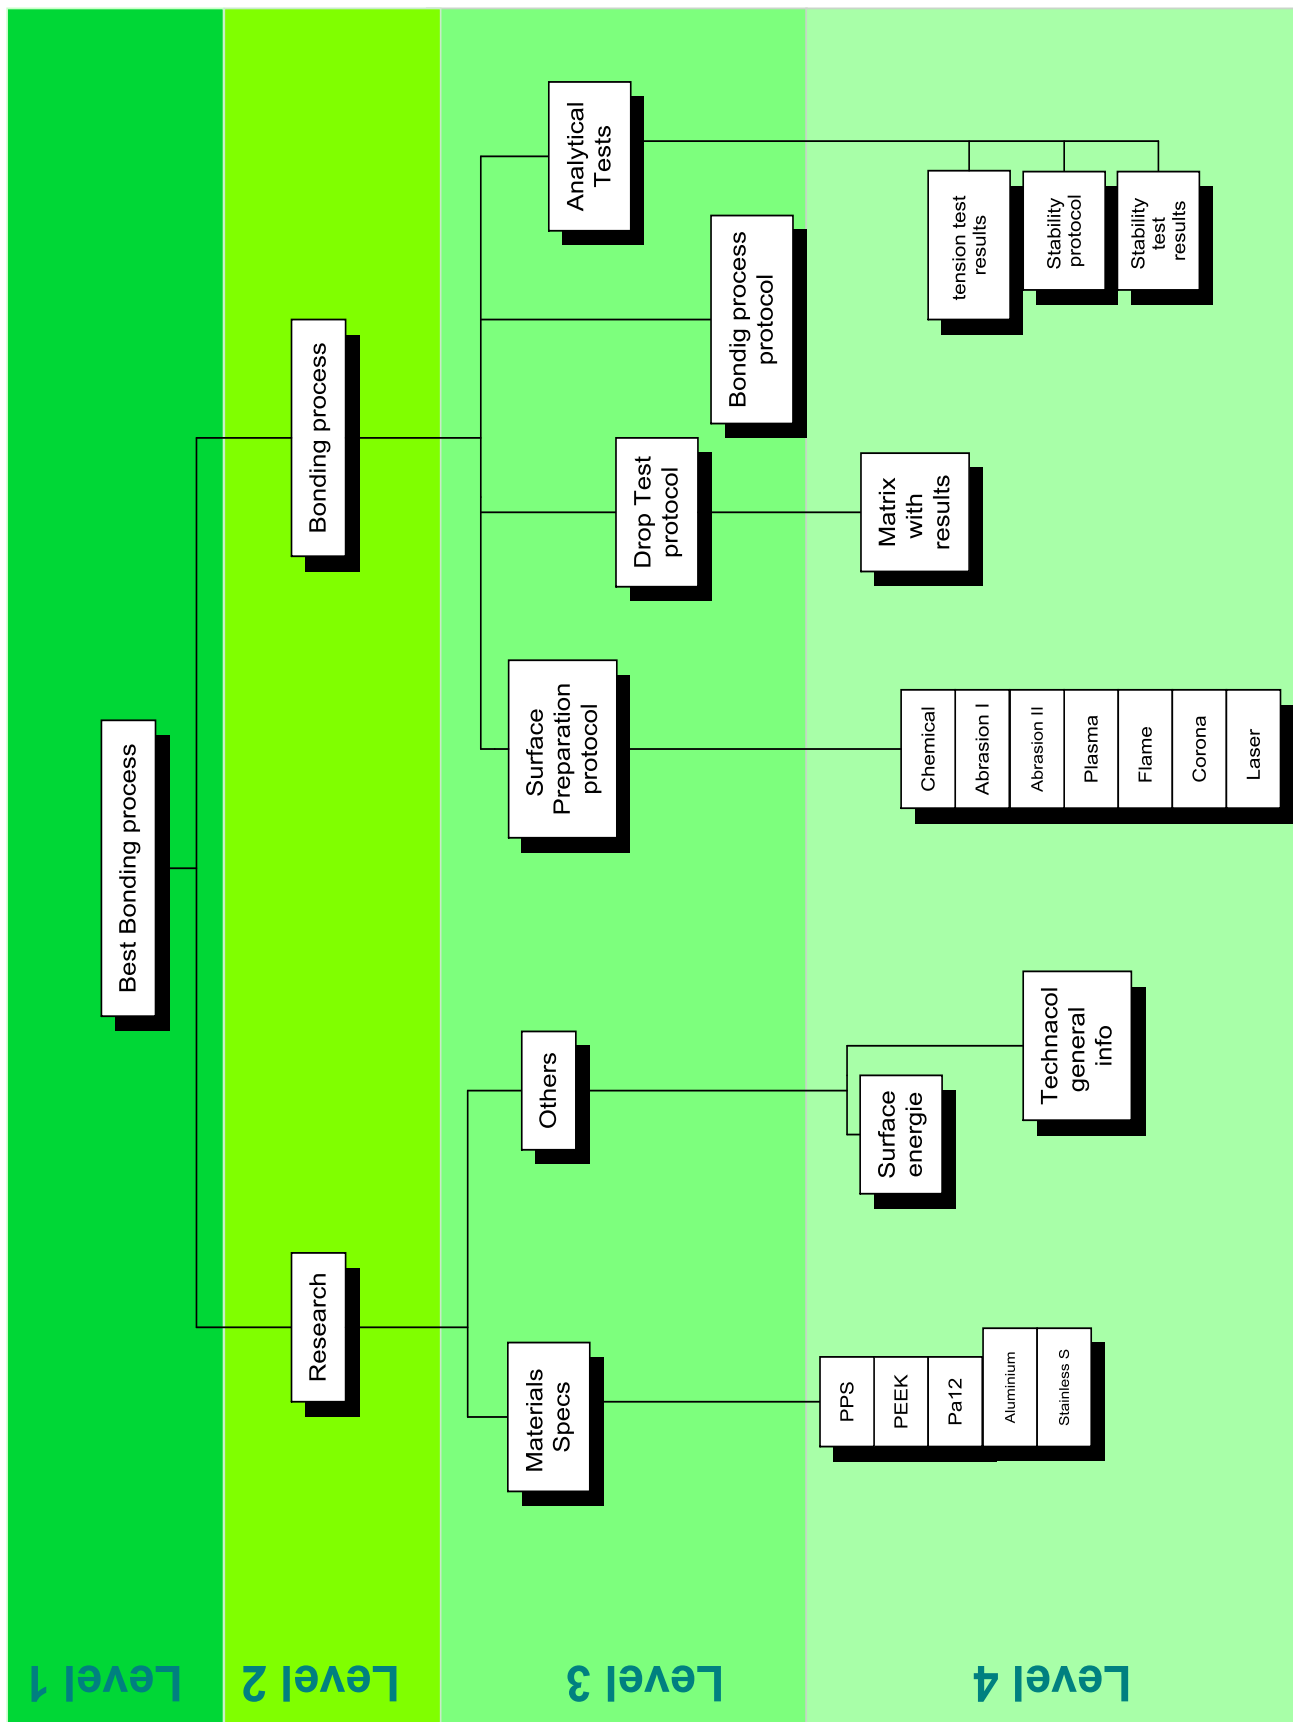 Level 1
Best Bonding process
Level 2
Research
Bonding process
Level 3
Materials
Specs
Others
Surface
Preparation
protocol
Drop Test
protocol
Bondig process
protocol
Analytical
Tests
Level 4
PPS
PEEK
Pa12
Aluminium
Stainless S
Surface
energie
Technacol
general
info
Chemical
Abrasion I
Abrasion II
Plasma
Flame
Corona
Laser
Matrix
with
results
tension test
results
Stability
protocol
Stability
test
results